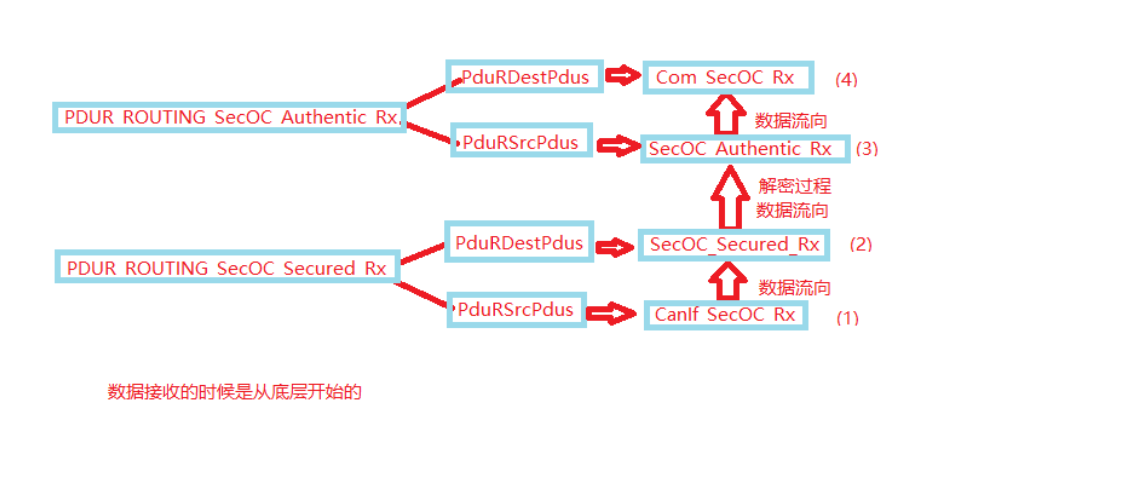 PduRDestPdus
Com SecOC Rx
(4)
PDUR ROUTING SecOC Authentic Rx
数据流向
PduRSrcPdus
SecOC Authentic Rx
(3)
解密过程
数据流向
PduRDestPdus
SecOC_Secured_Rx
(2)
PDUR ROUTING SecOC Secured Rx
数据流向
PduRSrcPdus
CanIf SecOC Rx
(1)
数据接收的时候是从底层开始的